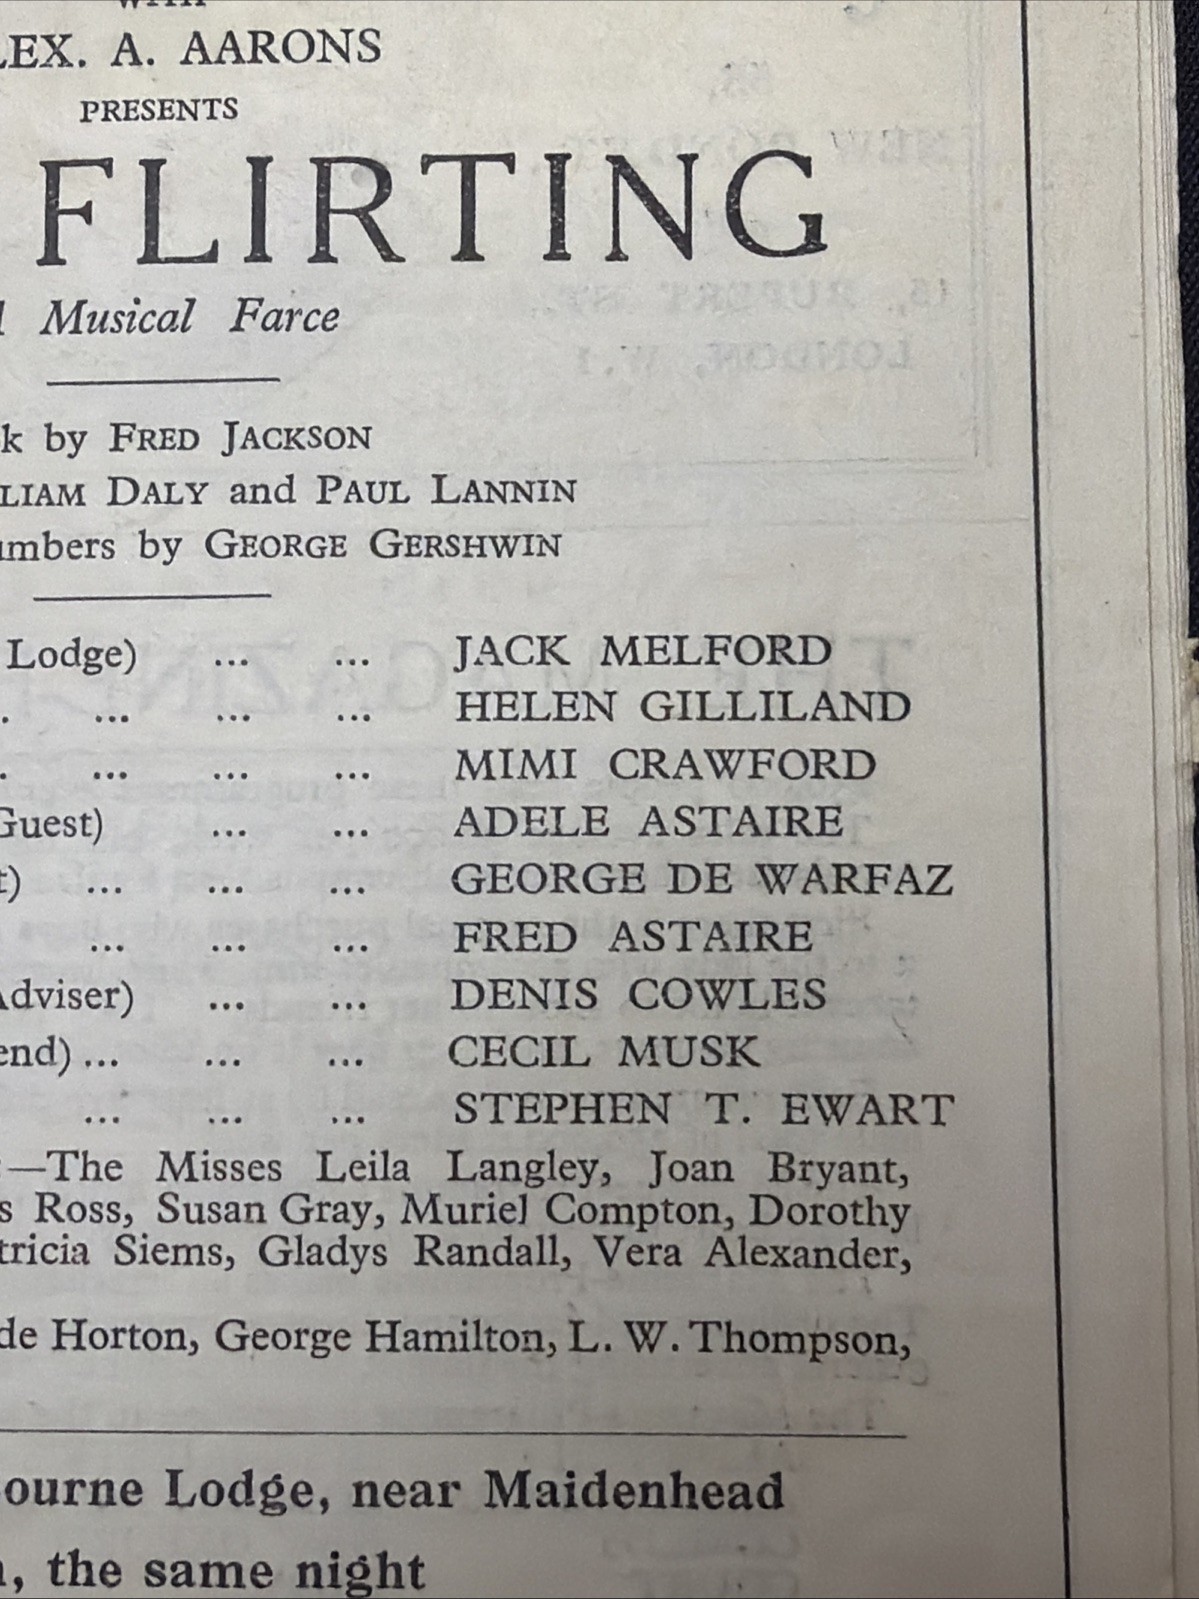 WITH
LEX. A. AARONS
PRESENTS
FLIRTING
Musical Farce
k by FRED JACKSON
LIAM DALY and PAUL LANNIN
umbers by GEORGE GERSHWIN
Lodge) ... ... JACK MELFORD
. ... ... ... HELEN GILLILAND
. ... ... ... MIMI CRAWFORD
Guest) ... ... ADELE ASTAIRE
t) ... ... ... GEORGE DE WARFAZ
... ... ... FRED ASTAIRE
Adviser) ... ... DENIS COWLES
end) ... ... ... CECIL MUSK
... ... ... STEPHEN T. EWART
—The Misses Leila Langley, Joan Bryant,
s Ross, Susan Gray, Muriel Compton, Dorothy
tricia Siems, Gladys Randall, Vera Alexander,
de Horton, George Hamilton, L. W. Thompson,
ourne Lodge, near Maidenhead
, the same night